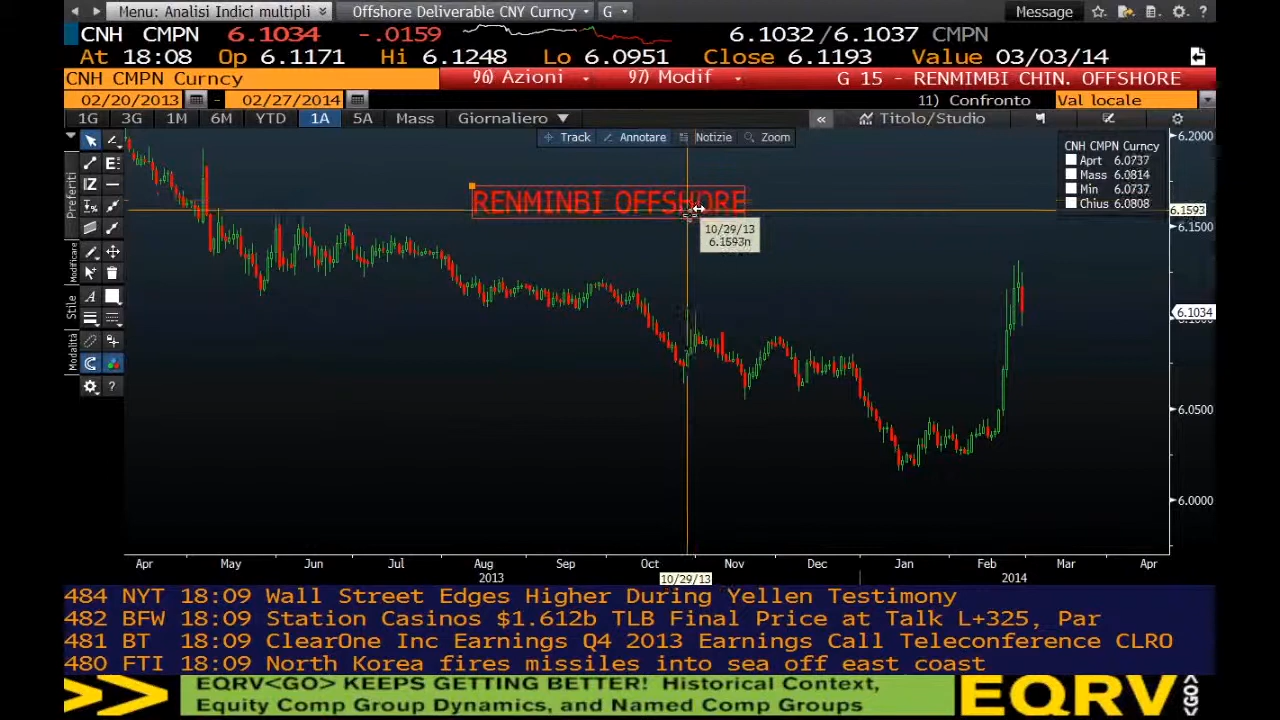 Menu: Analisi Indici multipli Offshore Deliverable CNY Curncy G Message
CNH CMPN 6.1034 -.0159 6.1032/6.1037 CMPN
At 18:08 Op 6.1171 Hi 6.1248 Lo 6.0951 Close 6.1193 Value 03/03/14
CNH CMPN Curncy 96) Azioni 97) Modif G 15 - RENMIMBI CHIN. OFFSHORE
02/20/2013 - 02/27/2014 11) Confronto Val locale
1G 3G 1M 6M YTD 1A 5A Mass Giornaliero « Titolo/Studio
Track Annotare Notizie Zoom
6.2000
CNH CMPN Curncy
Aprt 6.0737
Mass 6.0814
Min 6.0737
Chius 6.0808
Preferiti
Modificare
Stile
Modalità
RENMINBI OFFSHORE
6.1593
10/29/13
6.1593n
6.1500
6.1034
6.0500
6.0000
Apr May Jun Jul Aug Sep Oct Nov Dec Jan Feb Mar Apr
2013 10/29/13 2014
484 NYT 18:09 Wall Street Edges Higher During Yellen Testimony
482 BFW 18:09 Station Casinos $1.612b TLB Final Price at Talk L+325, Par
481 BT 18:09 ClearOne Inc Earnings Q4 2013 Earnings Call Teleconference CLRO
480 FTI 18:09 North Korea fires missiles into sea off east coast
EQRV<GO> KEEPS GETTING BETTER! Historical Context,
Equity Comp Group Dynamics, and Named Comp Groups
EQRV <GO>